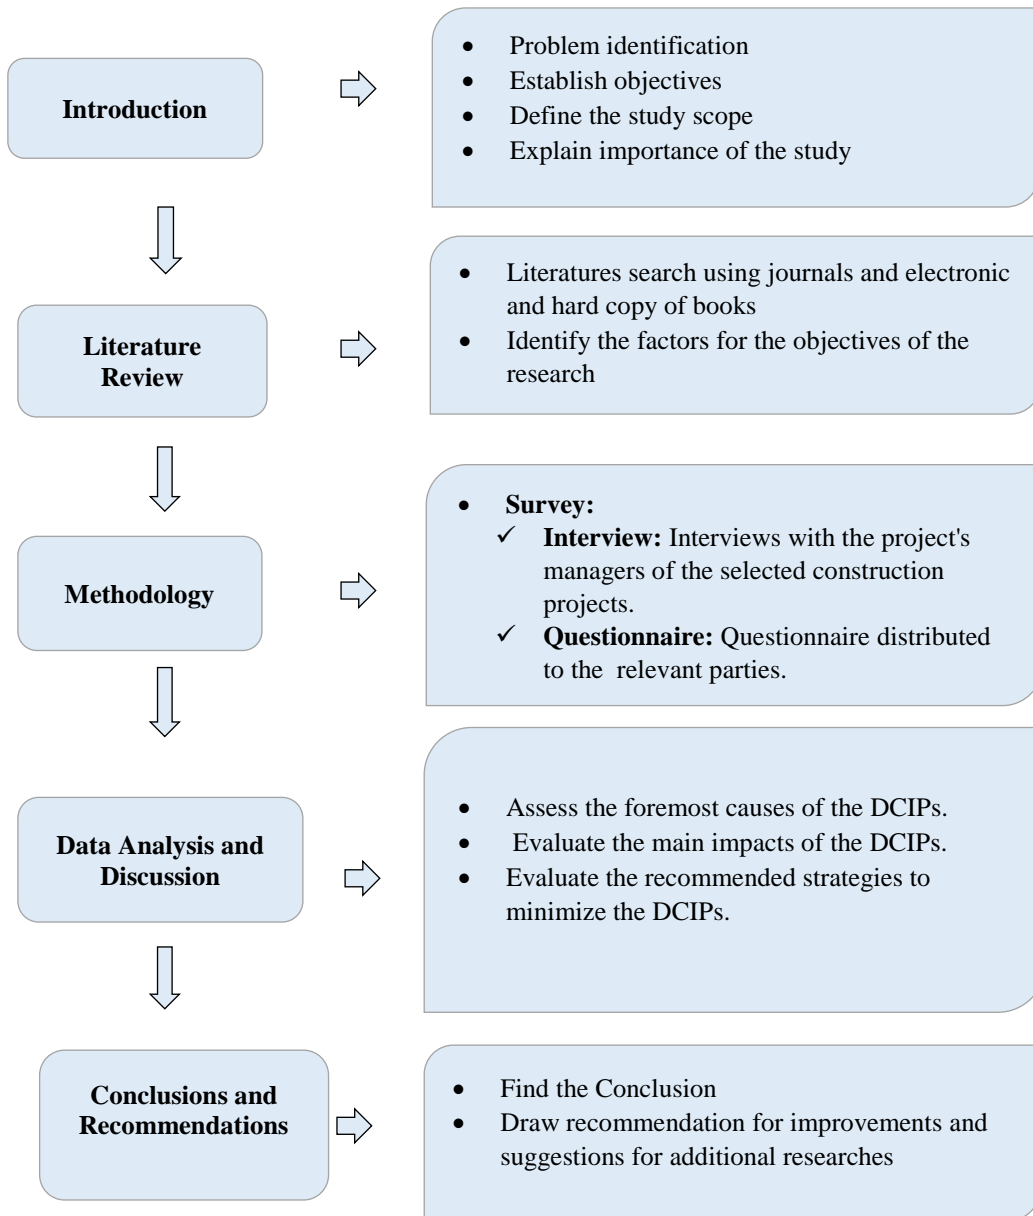 Introduction
• Problem identification
• Establish objectives
• Define the study scope
• Explain importance of the study
Literature
Review
• Literatures search using journals and electronic
and hard copy of books
• Identify the factors for the objectives of the
research
Methodology
• Survey:
✓ Interview: Interviews with the project's
managers of the selected construction
projects.
✓ Questionnaire: Questionnaire distributed
to the relevant parties.
Data Analysis and
Discussion
• Assess the foremost causes of the DCIPs.
• Evaluate the main impacts of the DCIPs.
• Evaluate the recommended strategies to
minimize the DCIPs.
Conclusions and
Recommendations
• Find the Conclusion
• Draw recommendation for improvements and
suggestions for additional researches